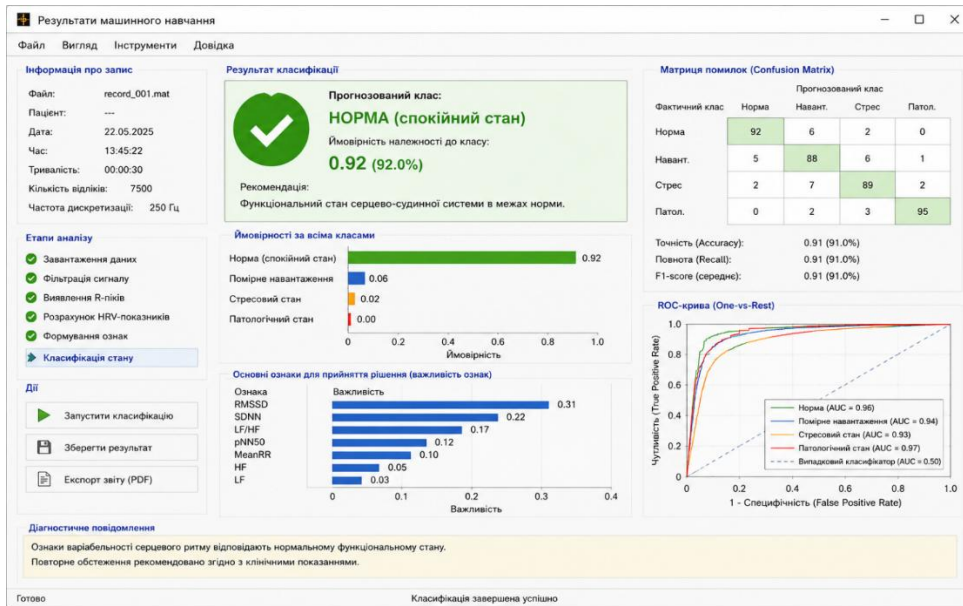 Результати машинного навчання
Файл Вигляд Інструменти Довідка
Інформація про запис
Файл: record_001.mat
Пацієнт: ---
Дата: 22.05.2025
Час: 13:45:22
Тривалість: 00:00:30
Кількість відліків: 7500
Частота дискретизації: 250 Гц
Етапи аналізу
Завантаження даних
Фільтрація сигналу
Виявлення R-піків
Розрахунок HRV-показників
Формування ознак
Класифікація стану
Дії
Запустити класифікацію
Зберегти результат
Експорт звіту (PDF)
Результат класифікації
Прогнозований клас:
НОРМА (спокійний стан)
Ймовірність належності до класу:
0.92 (92.0%)
Рекомендація:
Функціональний стан серцево-судинної системи в межах норми.
Ймовірності за всіма класами
Норма (спокійний стан) 0.92
Помірне навантаження 0.06
Стресовий стан 0.02
Патологічний стан 0.00
0 0.2 0.4 0.6 0.8 1.0
Ймовірність
Основні ознаки для прийняття рішення (важливість ознак)
Ознака Важливість
RMSSD 0.31
SDNN 0.22
LF/HF 0.17
pNN50 0.12
MeanRR 0.10
HF 0.05
LF 0.03
0 0.1 0.2 0.3 0.4
Важливість
Матриця помилок (Confusion Matrix)
Прогнозований клас
Фактичний клас Норма Навант. Стрес Патол.
Норма 92 6 2 0
Навант. 5 88 6 1
Стрес 2 7 89 2
Патол. 0 2 3 95
Точність (Accuracy): 0.91 (91.0%)
Повнота (Recall): 0.91 (91.0%)
F1-score (середнє): 0.91 (91.0%)
ROC-крива (One-vs-Rest)
Чутливість (True Positive Rate)
1.0
0.8
0.6
0.4
0.2
0
Норма (AUC = 0.96)
Помірне навантаження (AUC = 0.94)
Стресовий стан (AUC = 0.93)
Патологічний стан (AUC = 0.97)
Випадковий класифікатор (AUC = 0.50)
0 0.2 0.4 0.6 0.8 1.0
1 - Специфічність (False Positive Rate)
Діагностичне повідомлення
Ознаки варіабельності серцевого ритму відповідають нормальному функціональному стану.
Повторне обстеження рекомендовано згідно з клінічними показаннями.
Готово Класифікація завершена успішно